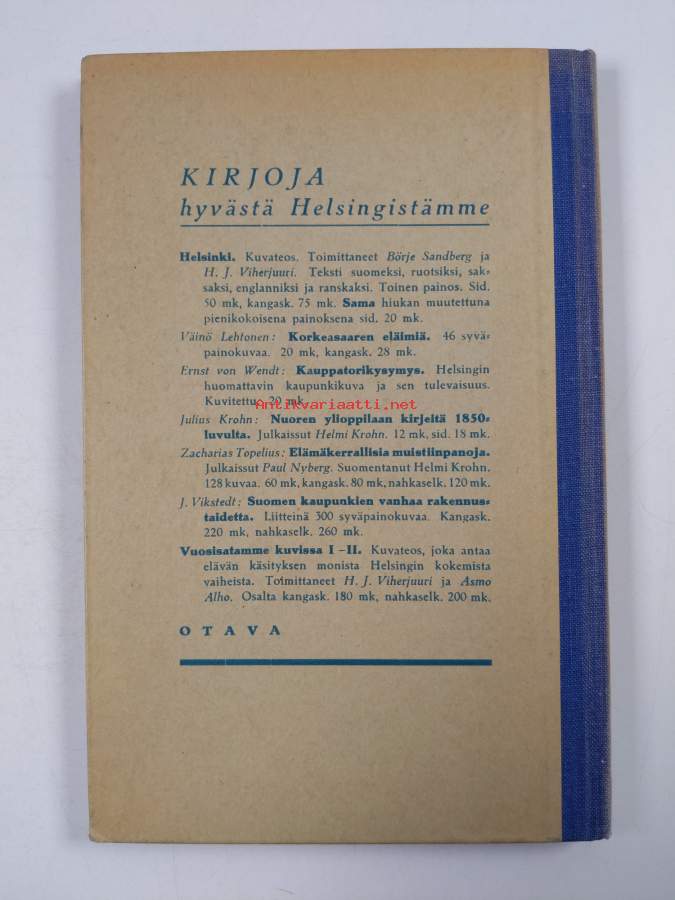 KIRJOJA
hyvästä Helsingistämme
Helsinki. Kuvateos. Toimittaneet Börje Sandberg ja
H. J. Viherjuuri. Teksti suomeksi, ruotsiksi, sak-
saksi, englanniksi ja ranskaksi. Toinen painos. Sid.
50 mk, kangask. 75 mk. Sama hiukan muutettuna
pienikokoisena painoksena sid. 20 mk.
Väinö Lehtonen: Korkeasaaren eläimiä. 46 syvä-
painokuvaa. 20 mk, kangask. 28 mk.
Ernst von Wendt: Kauppatorikysymys. Helsingin
huomattavin kaupunkikuva ja sen tulevaisuus.
Kuvitettu. 20 mk.
Antikvariaatti.net
Julius Krohn: Nuoren ylioppilaan kirjeitä 1850-
luvulta. Julkaissut Helmi Krohn. 12 mk, sid. 18 mk.
Zacharias Topelius: Elämäkerrallisia muistiinpanoja.
Julkaissut Paul Nyberg. Suomentanut Helmi Krohn.
128 kuvaa. 60 mk, kangask. 80 mk, nahkaselk. 120 mk.
J. Vikstedt: Suomen kaupunkien vanhaa rakennus-
taidetta. Liitteinä 300 syväpainokuvaa. Kangask.
220 mk, nahkaselk. 260 mk.
Vuosisatamme kuvissa I-II. Kuvateos, joka antaa
elävän käsityksen monista Helsingin kokemista
vaiheista. Toimittaneet H. J. Viherjuuri ja Asmo
Alho. Osalta kangask. 180 mk, nahkaselk. 200 mk.
OTAVA